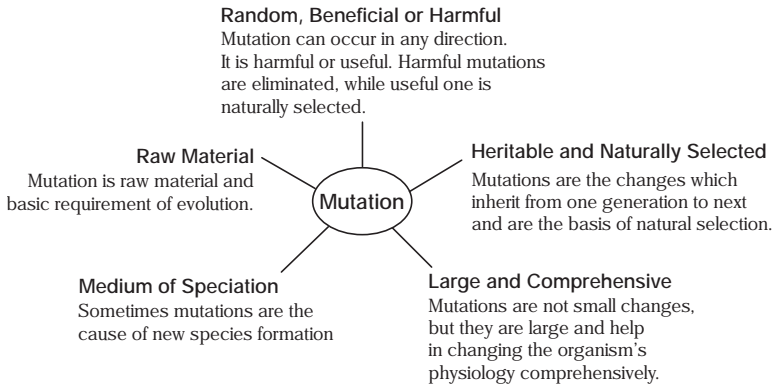 Random, Beneficial or Harmful
Mutation can occur in any direction.
It is harmful or useful. Harmful mutations
are eliminated, while useful one is
naturally selected.
Raw Material
Mutation is raw material and
basic requirement of evolution.
Mutation
Heritable and Naturally Selected
Mutations are the changes which
inherit from one generation to next
and are the basis of natural selection.
Medium of Speciation
Sometimes mutations are the
cause of new species formation
Large and Comprehensive
Mutations are not small changes,
but they are large and help
in changing the organism's
physiology comprehensively.